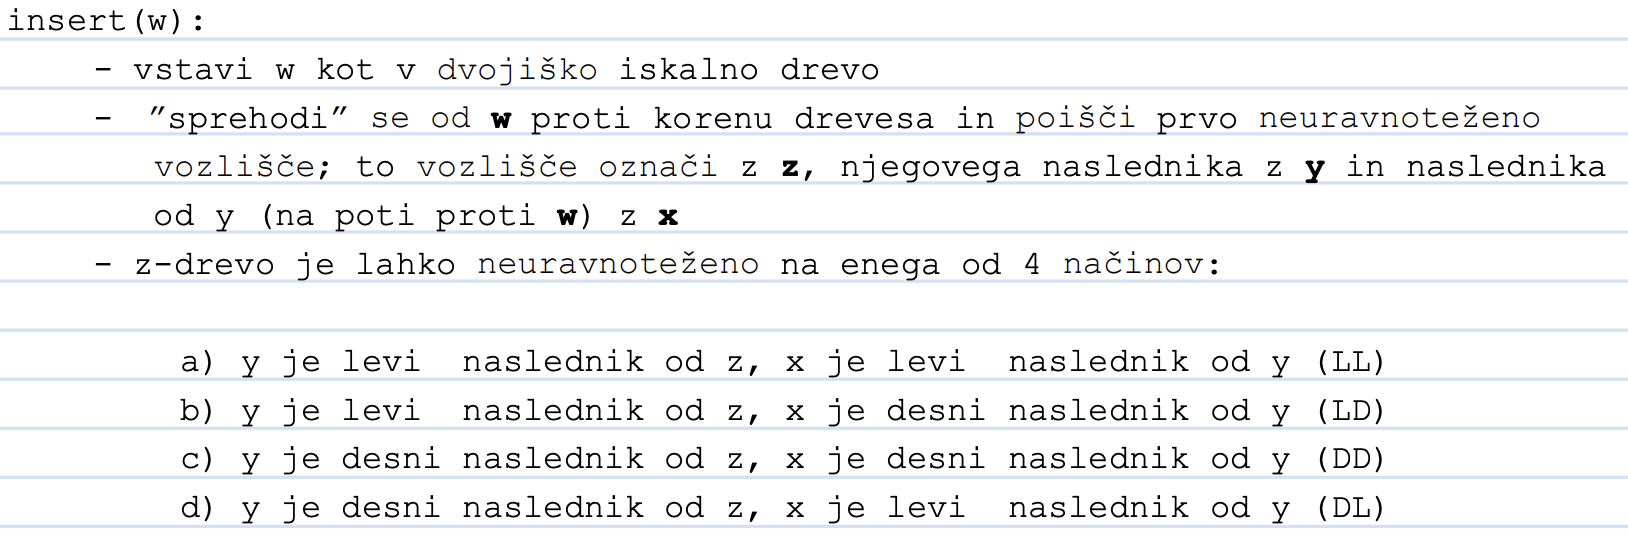 insert(w):
- vstavi w kot v dvojiško iskalno drevo
- ”sprehodi” se od w proti korenu drevesa in poišči prvo neuravnoteženo
vozlišče; to vozlišče označi z z, njegovega naslednika z y in naslednika
od y (na poti proti w) z x
- z-drevo je lahko neuravnoteženo na enega od 4 načinov:
a) y je levi naslednik od z, x je levi naslednik od y (LL)
b) y je levi naslednik od z, x je desni naslednik od y (LD)
c) y je desni naslednik od z, x je desni naslednik od y (DD)
d) y je desni naslednik od z, x je levi naslednik od y (DL)